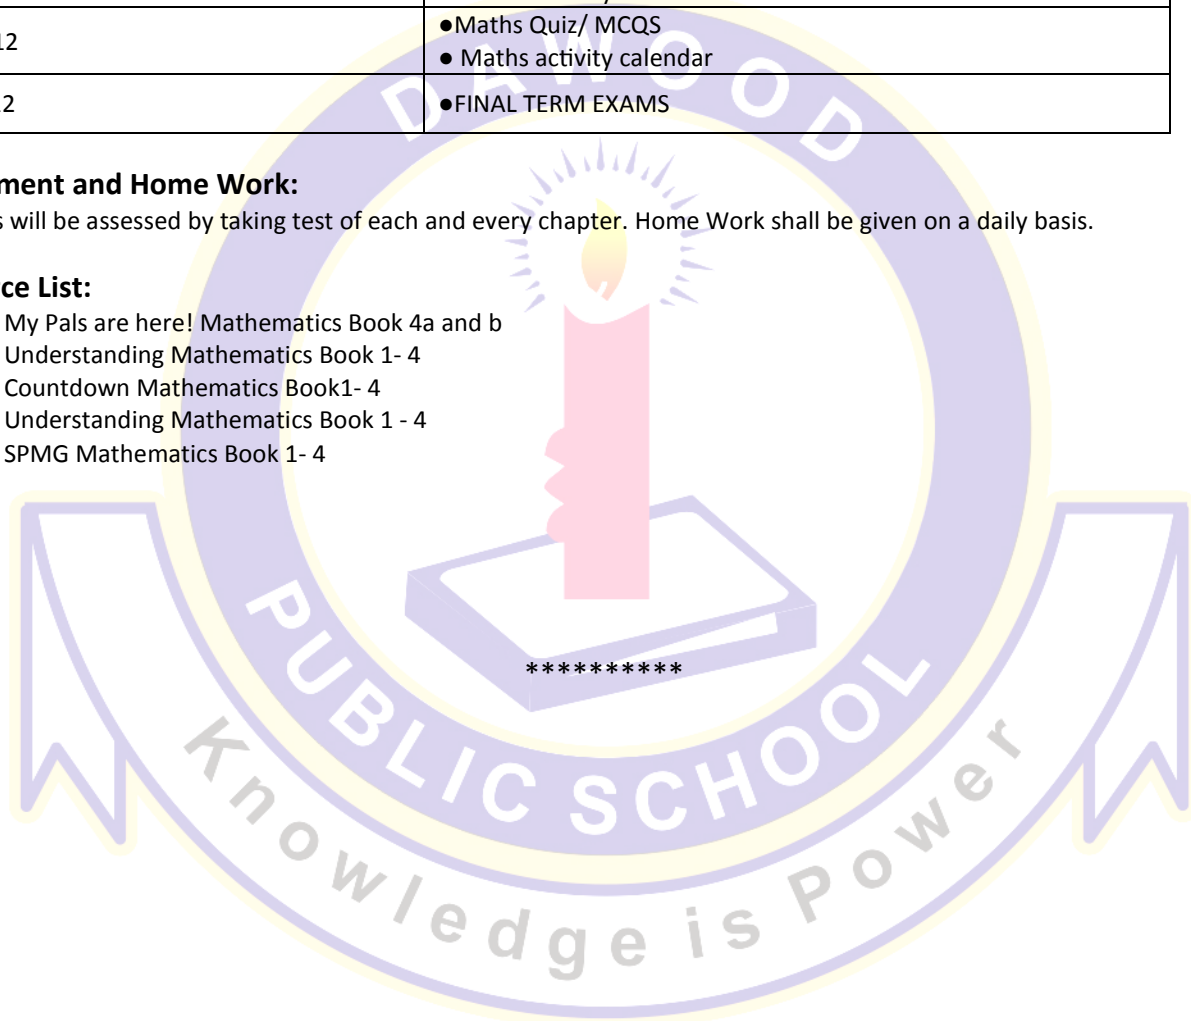 12
●Maths Quiz/ MCQS
● Maths activity calendar
2
●FINAL TERM EXAMS
ment and Home Work:
s will be assessed by taking test of each and every chapter. Home Work shall be given on a daily basis.
ce List:
My Pals are here! Mathematics Book 4a and b
Understanding Mathematics Book 1- 4
Countdown Mathematics Book1- 4
Understanding Mathematics Book 1 - 4
SPMG Mathematics Book 1- 4
**********
DAWOOD
PUBLIC SCHOOL
Knowledge is Power